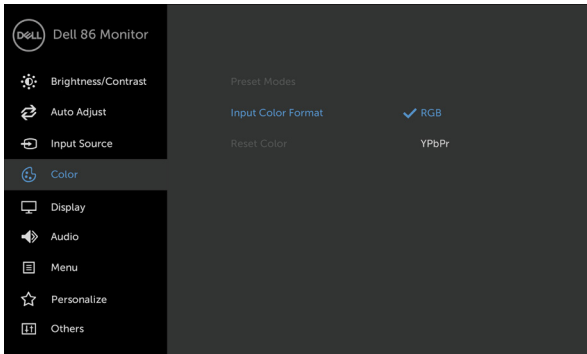 DELL Dell 86 Monitor
Brightness/Contrast
Preset Modes
Auto Adjust
Input Color Format
RGB
Input Source
Reset Color
YPbPr
Color
Display
Audio
Menu
Personalize
Others